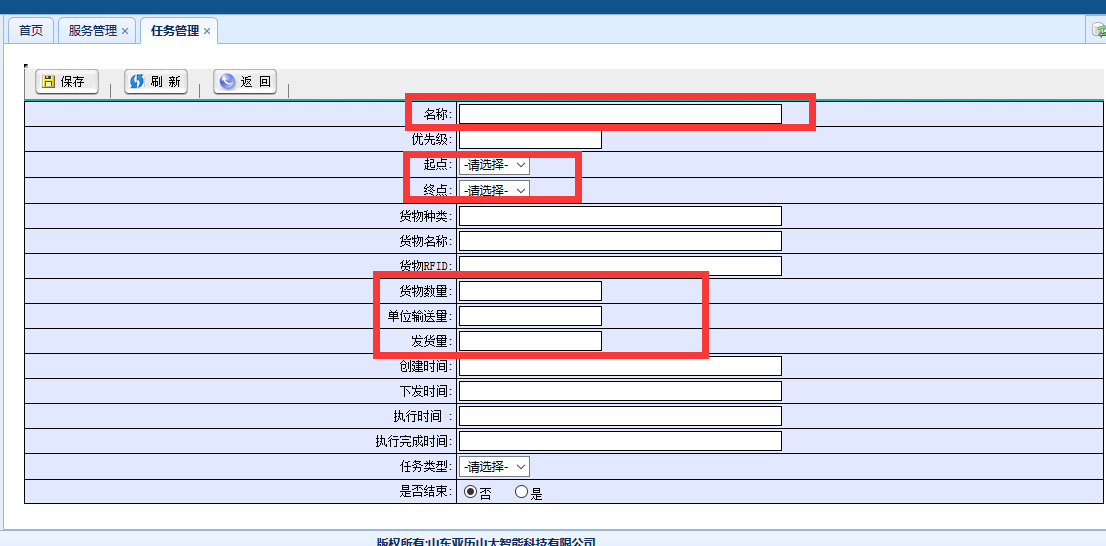 首页 服务管理 × 任务管理 ×
保存 刷 新 返 回
名称:
优先级:
起点: -请选择-
终点: -请选择-
货物种类:
货物名称:
货物RFID:
货物数量:
单位输送量:
发货量:
创建时间:
下发时间:
执行时间 :
执行完成时间:
任务类型: -请选择-
是否结束: 否 是
版权所有:山东亚历山大智能科技有限公司